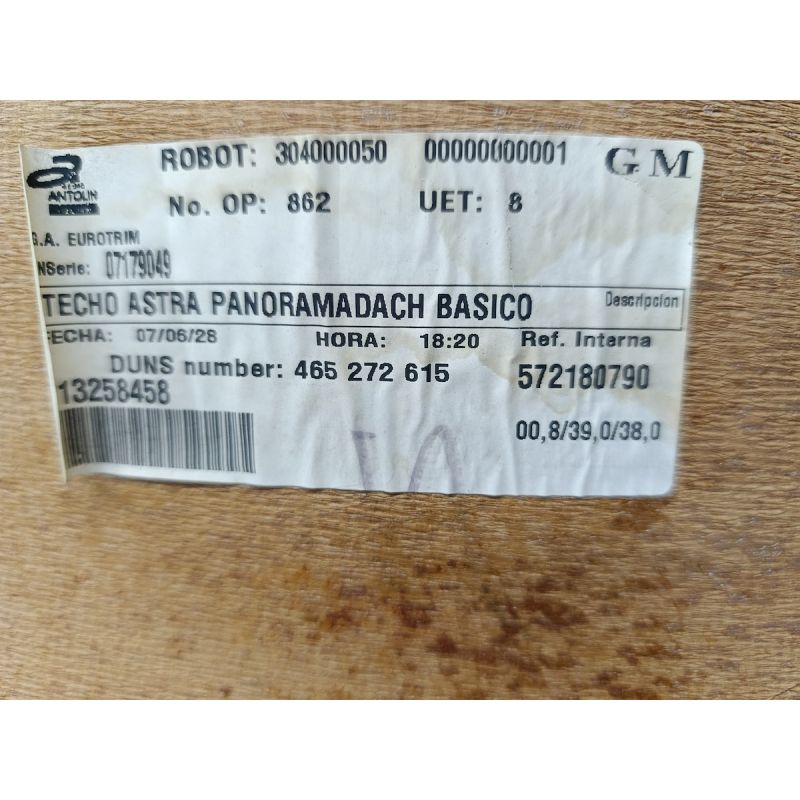 ROBOT: 304000050 00000000001 GM
ANTOLIN
No. OP: 862 UET: 8
G.A. EUROTRIM
NSerie: 07179049
TECHO ASTRA PANORAMADACH BASICO Descripcion
FECHA: 07/06/28 HORA: 18:20 Ref. Interna
DUNS number: 465 272 615 572180790
13258458
00,8/39,0/38,0